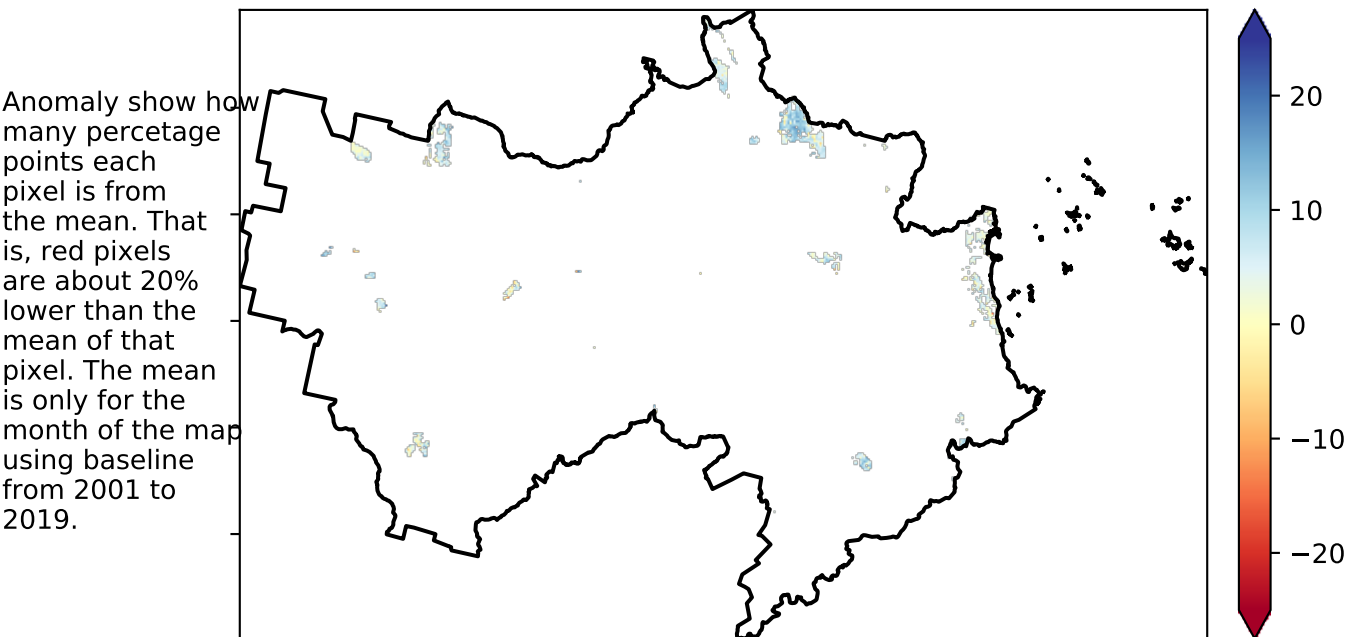 Anomaly show how
many percetage
points each
pixel is from
the mean. That
is, red pixels
are about 20%
lower than the
mean of that
pixel. The mean
is only for the
month of the map
using baseline
from 2001 to
2019.
20
10
0
−10
−20